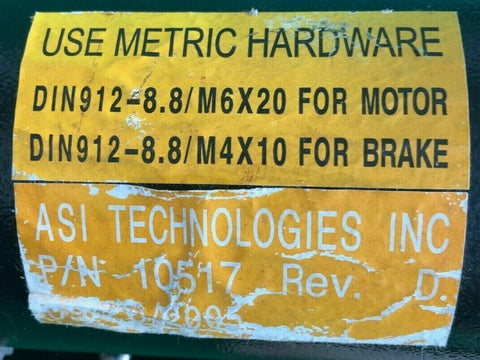 USE METRIC HARDWARE
DIN912-8.8/M6X20 FOR MOTOR
DIN912-8.8/M4X10 FOR BRAKE
ASI TECHNOLOGIES INC
P/N 10517 Rev. D.